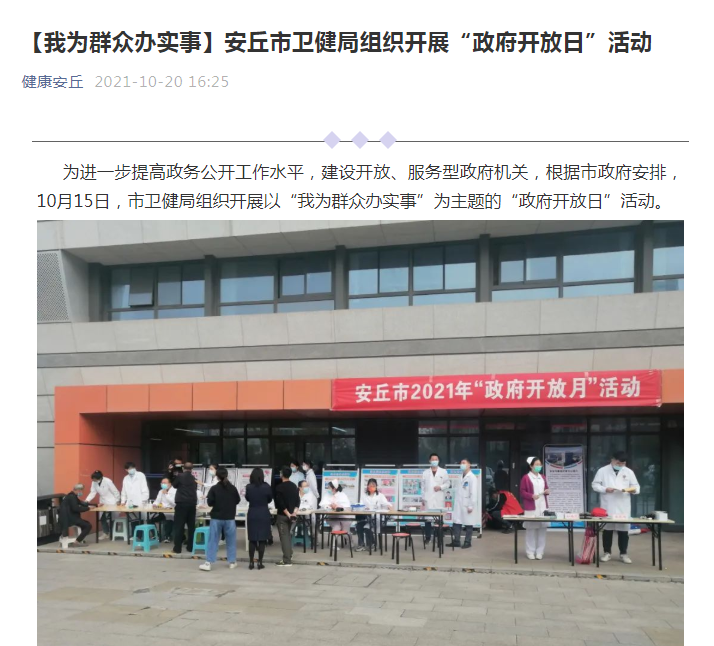 【我为群众办实事】安丘市卫健局组织开展“政府开放日”活动
健康安丘 2021-10-20 16:25
为进一步提高政务公开工作水平，建设开放、服务型政府机关，根据市政府安排，
10月15日，市卫健局组织开展以“我为群众办实事”为主题的“政府开放日”活动。
安丘市2021年“政府开放月”活动